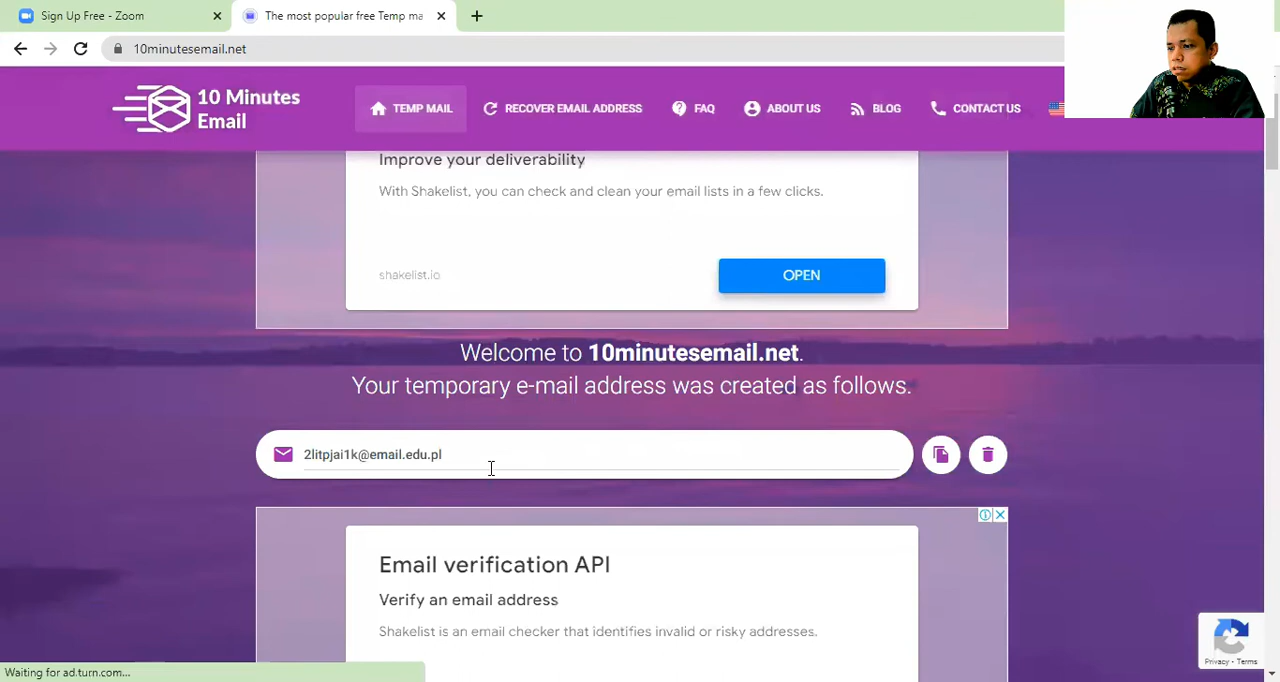 Sign Up Free - Zoom
The most popular free Temp ma
10minutesemail.net
10 Minutes
Email
TEMP MAIL
RECOVER EMAIL ADDRESS
FAQ
ABOUT US
BLOG
CONTACT US
Improve your deliverability
With Shakelist, you can check and clean your email lists in a few clicks.
shakelist.io
OPEN
Welcome to 10minutesemail.net.
Your temporary e-mail address was created as follows.
2litpjai1k@email.edu.pl
Email verification API
Verify an email address
Shakelist is an email checker that identifies invalid or risky addresses.
Privacy - Terms
Waiting for ad.turn.com...